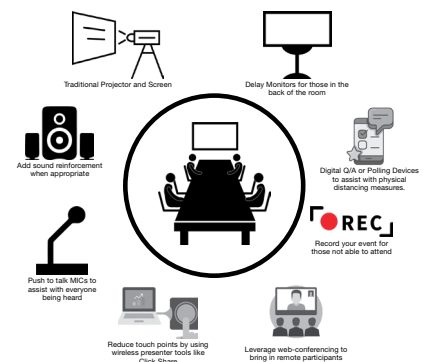 Traditional Projector and Screen
Delay Monitors for those in the
back of the room
Add sound reinforcement
when appropriate
Digital Q/A or Polling Devices
to assist with physical
distancing measures.
REC
Record your event for
those not able to attend
Push to talk MICs to
assist with everyone
being heard
Reduce touch points by using
wireless presenter tools like
Click Share
Leverage web-conferencing to
bring in remote participants